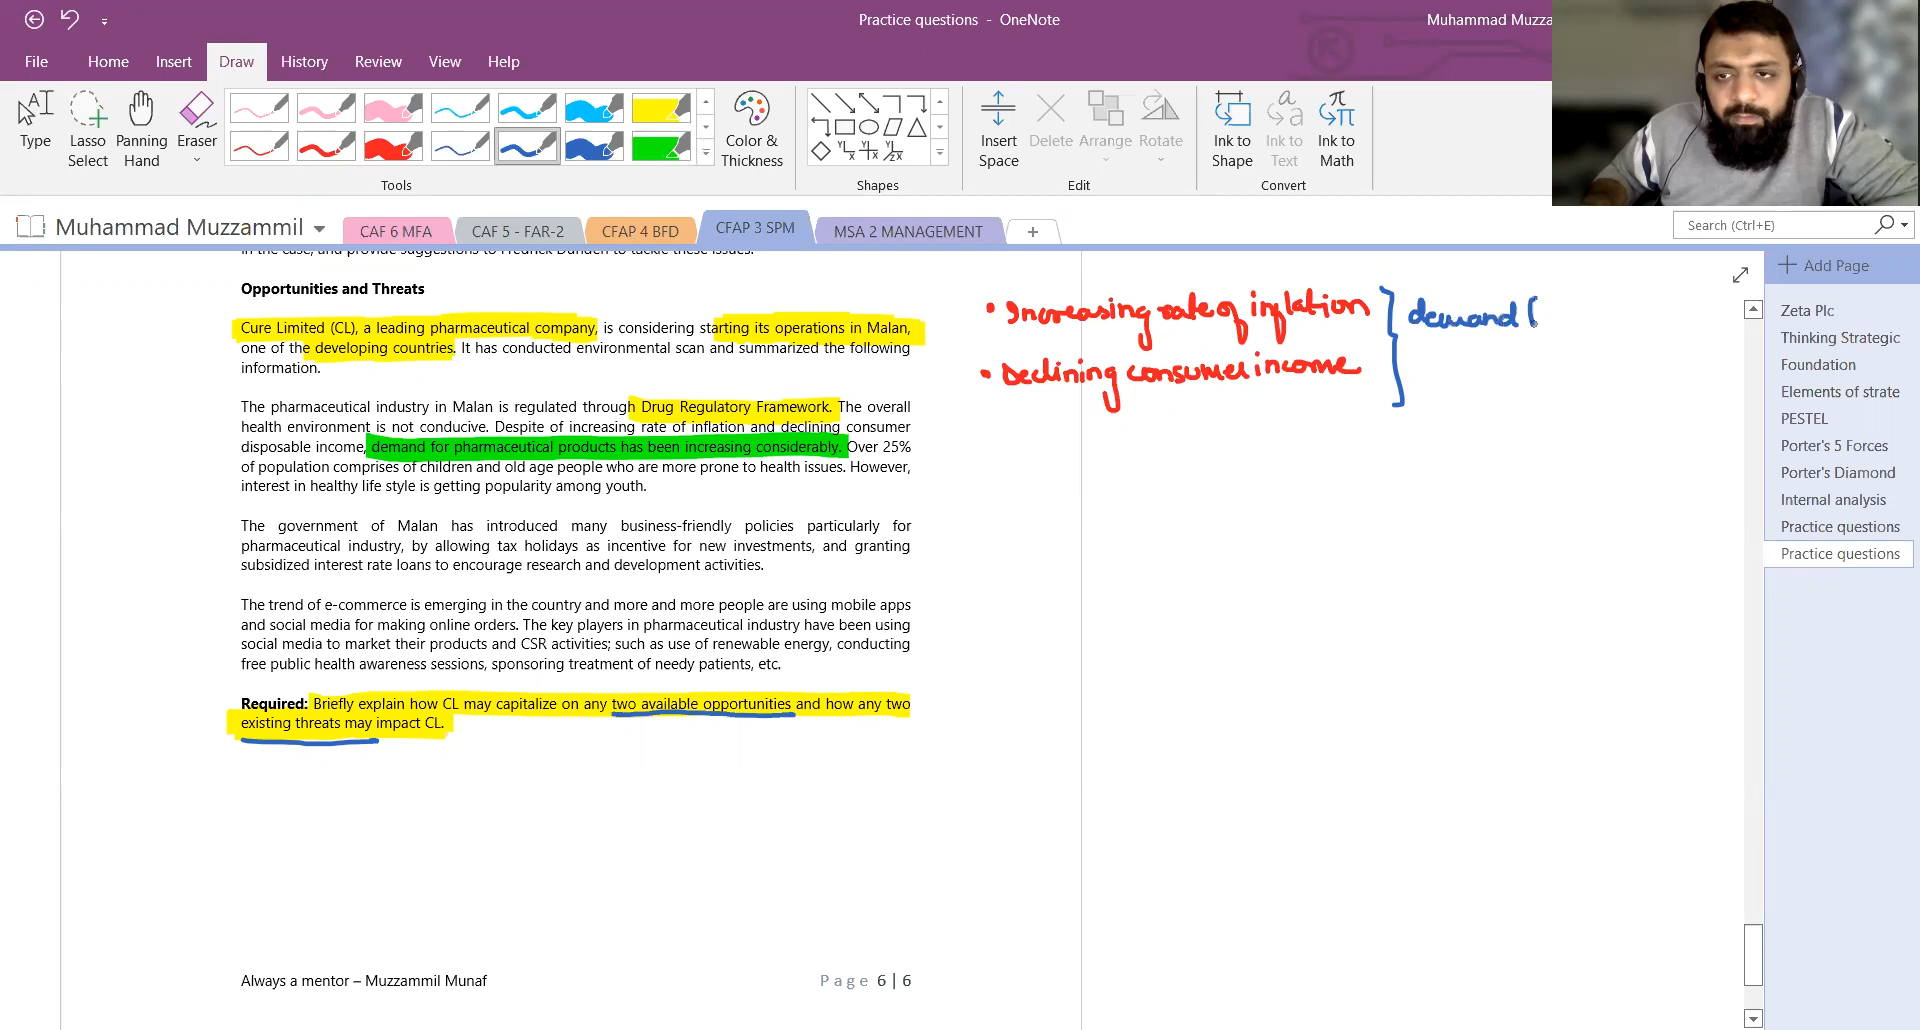 Practice questions - OneNote
Muhammad Muzza
File Home Insert Draw History Review View Help
Type
Lasso Select
Panning Hand
Eraser
Color & Thickness
Insert Space
Delete
Arrange
Rotate
Ink to Shape
Ink to Text
Ink to Math
Tools
Shapes
Edit
Convert
Muhammad Muzzammil
CAF 6 MFA
CAF 5 - FAR-2
CFAP 4 BFD
CFAP 3 SPM
MSA 2 MANAGEMENT
Search (Ctrl+E)
in the case, and provide suggestions to Fredrick Dunden to tackle these issues.
Opportunities and Threats
Cure Limited (CL), a leading pharmaceutical company, is considering starting its operations in Malan,
one of the developing countries. It has conducted environmental scan and summarized the following
information.
The pharmaceutical industry in Malan is regulated through Drug Regulatory Framework. The overall
health environment is not conducive. Despite of increasing rate of inflation and declining consumer
disposable income, demand for pharmaceutical products has been increasing considerably. Over 25%
of population comprises of children and old age people who are more prone to health issues. However,
interest in healthy life style is getting popularity among youth.
The government of Malan has introduced many business-friendly policies particularly for
pharmaceutical industry, by allowing tax holidays as incentive for new investments, and granting
subsidized interest rate loans to encourage research and development activities.
The trend of e-commerce is emerging in the country and more and more people are using mobile apps
and social media for making online orders. The key players in pharmaceutical industry have been using
social media to market their products and CSR activities; such as use of renewable energy, conducting
free public health awareness sessions, sponsoring treatment of needy patients, etc.
Required: Briefly explain how CL may capitalize on any two available opportunities and how any two
existing threats may impact CL.
Always a mentor – Muzzammil Munaf
Page 6 | 6
• Increasing rate of inflation
• Declining consumer income
demand (
Add Page
Zeta Plc
Thinking Strategic
Foundation
Elements of strate
PESTEL
Porter's 5 Forces
Porter's Diamond
Internal analysis
Practice questions
Practice questions